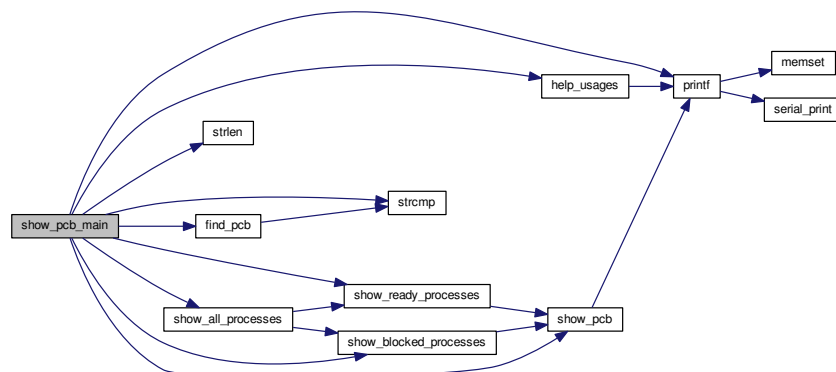 memset
help_usages
printf
serial_print
strlen
strcmp
show_pcb_main
find_pcb
show_ready_processes
show_all_processes
show_pcb
show_blocked_processes